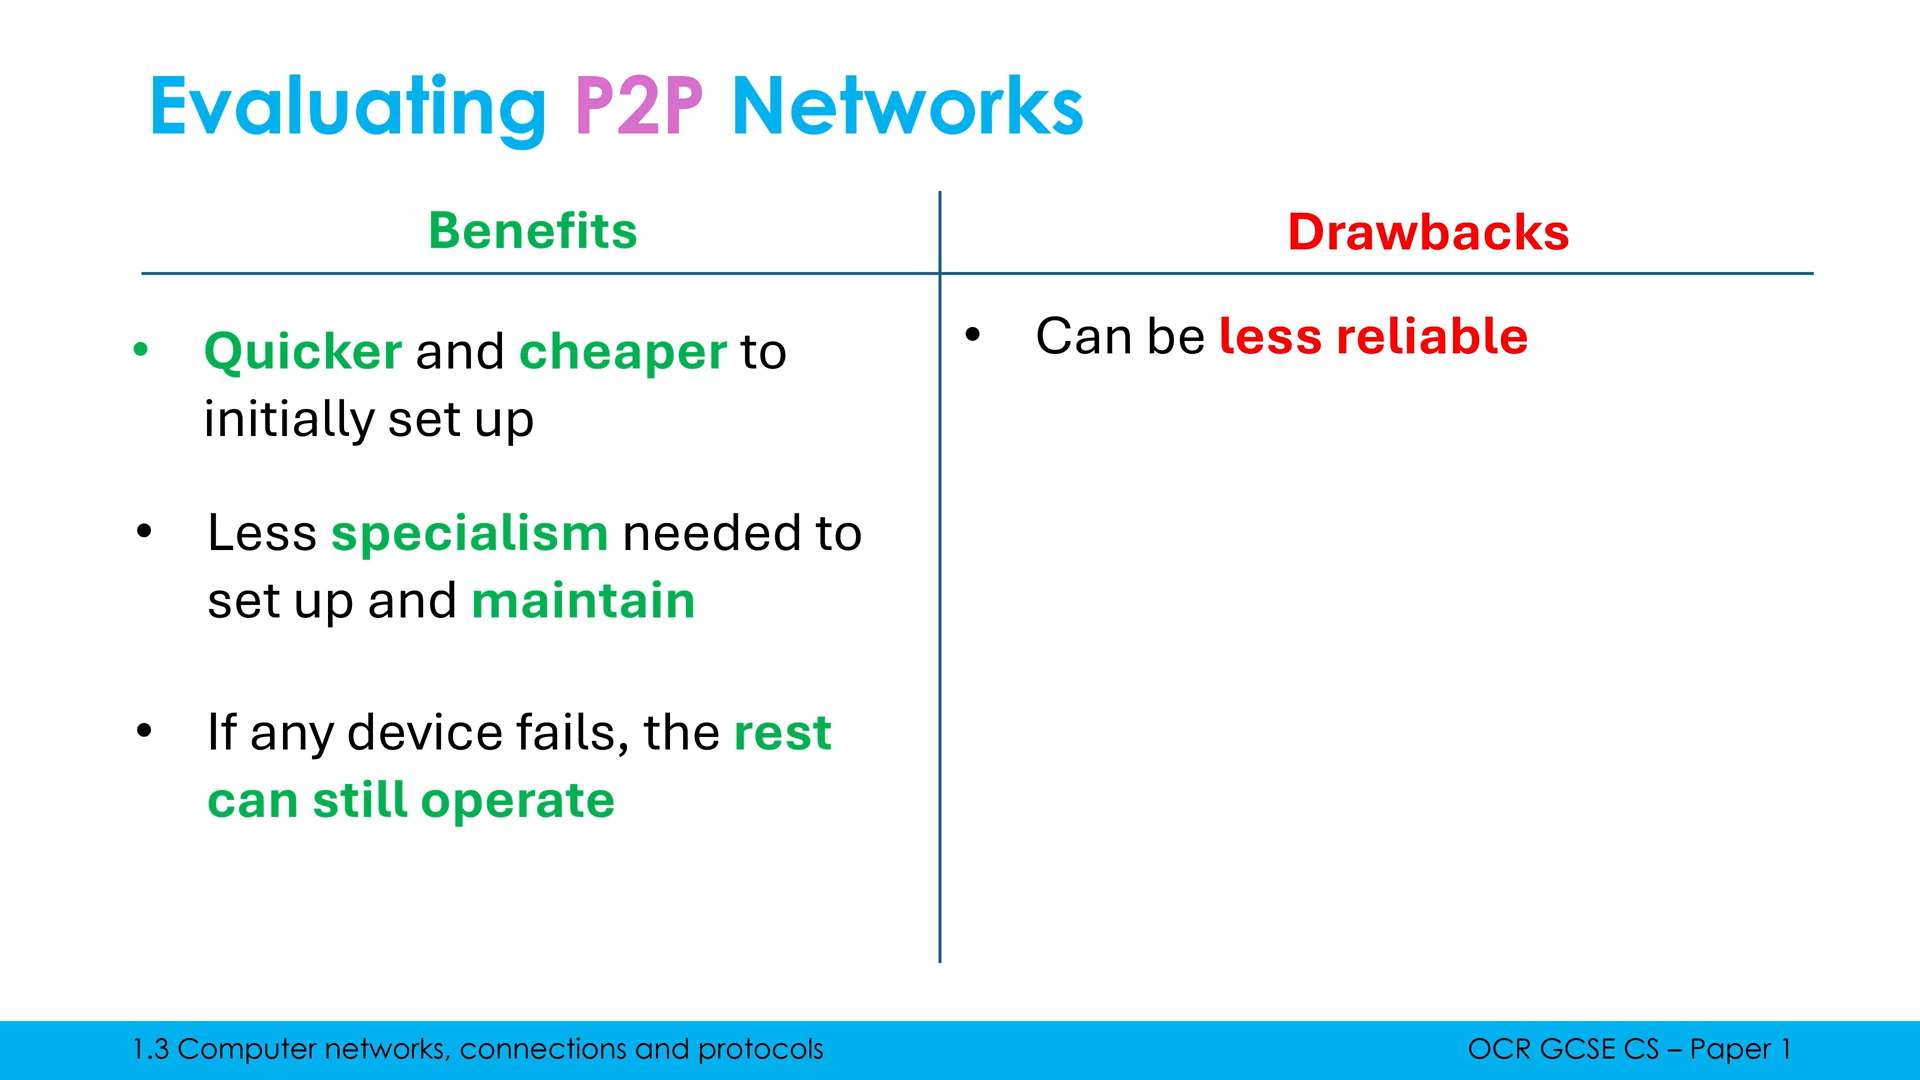 Evaluating P2P Networks
Benefits
• Quicker and cheaper to
initially set up
• Less specialism needed to
set up and maintain
• If any device fails, the rest
can still operate
Drawbacks
• Can be less reliable
1.3 Computer networks, connections and protocols
OCR GCSE CS – Paper 1